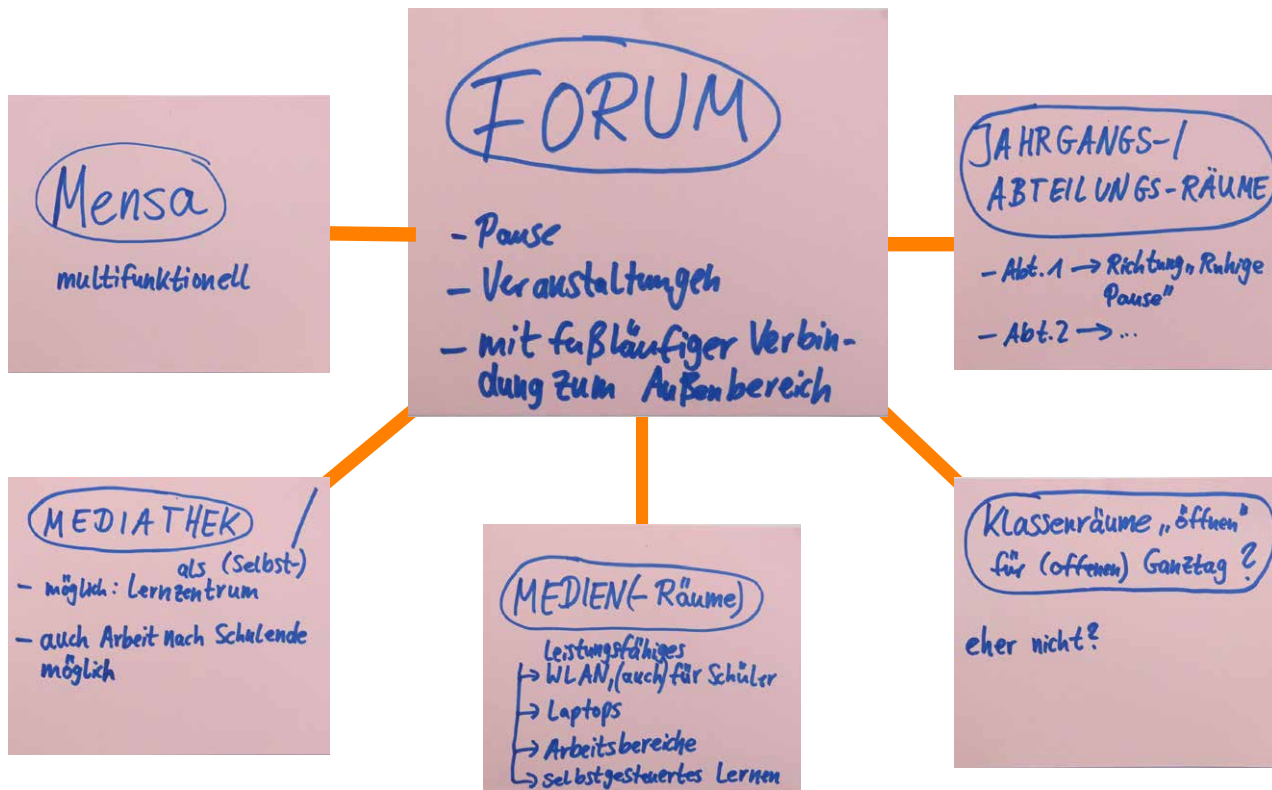 FORUM
- Pause
- Veranstaltungen
- mit fußläufiger Verbin-
dung zum Außenbereich
Mensa
multifunktionell
JAHRGANGS-/
ABTEILUNGS-RÄUME
- Abt. 1 → Richtung „Ruhige
Pause"
- Abt. 2 → ...
MEDIATHEK /
als (Selbst-)
- möglich: Lernzentrum
- auch Arbeit nach Schulende
möglich
MEDIEN(-Räume)
Leistungsfähiges
→ WLAN, (auch) für Schüler
→ Laptops
→ Arbeitsbereiche
→ Selbstgesteuertes Lernen
Klassenräume „öffnen"
für (offenen) Ganztag?
eher nicht?